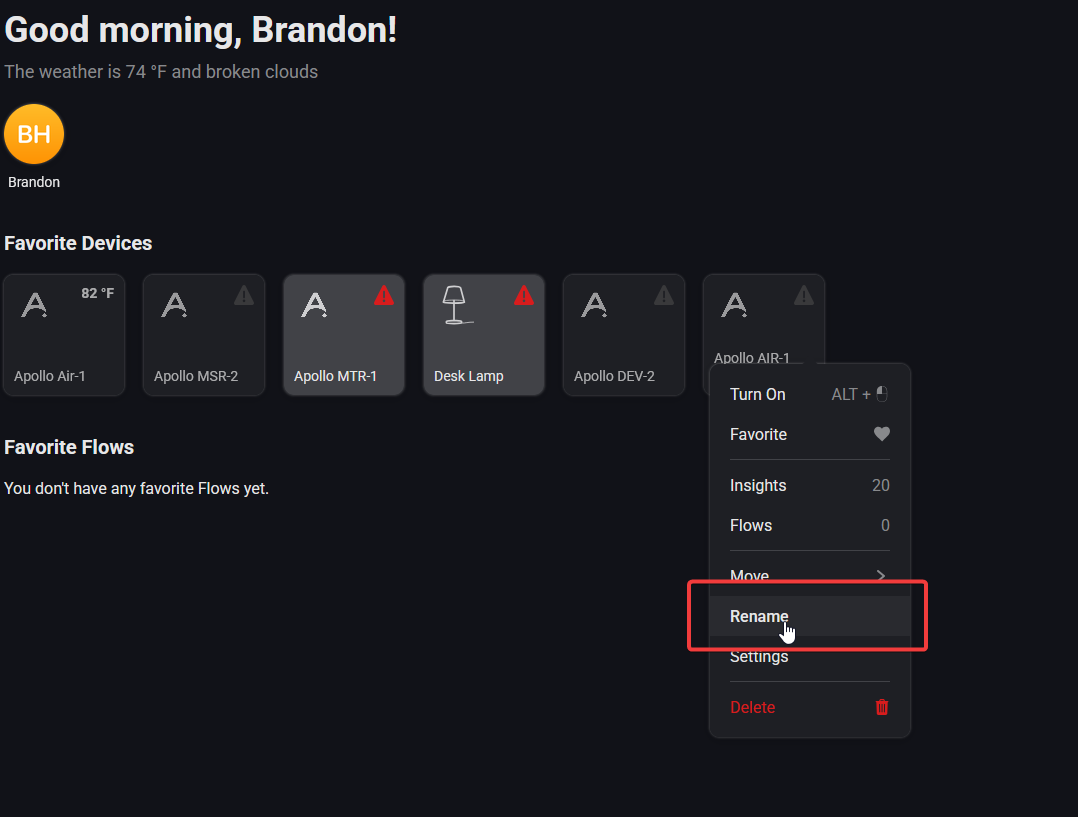 Good morning, Brandon!
The weather is 74 °F and broken clouds
BH
Brandon
Favorite Devices
82 °F
Apollo Air-1
Apollo MSR-2
Apollo MTR-1
Desk Lamp
Apollo DEV-2
Apollo AIR-1
Turn On ALT +
Favorite
Insights 20
Flows 0
Move
Rename
Settings
Delete
Favorite Flows
You don't have any favorite Flows yet.